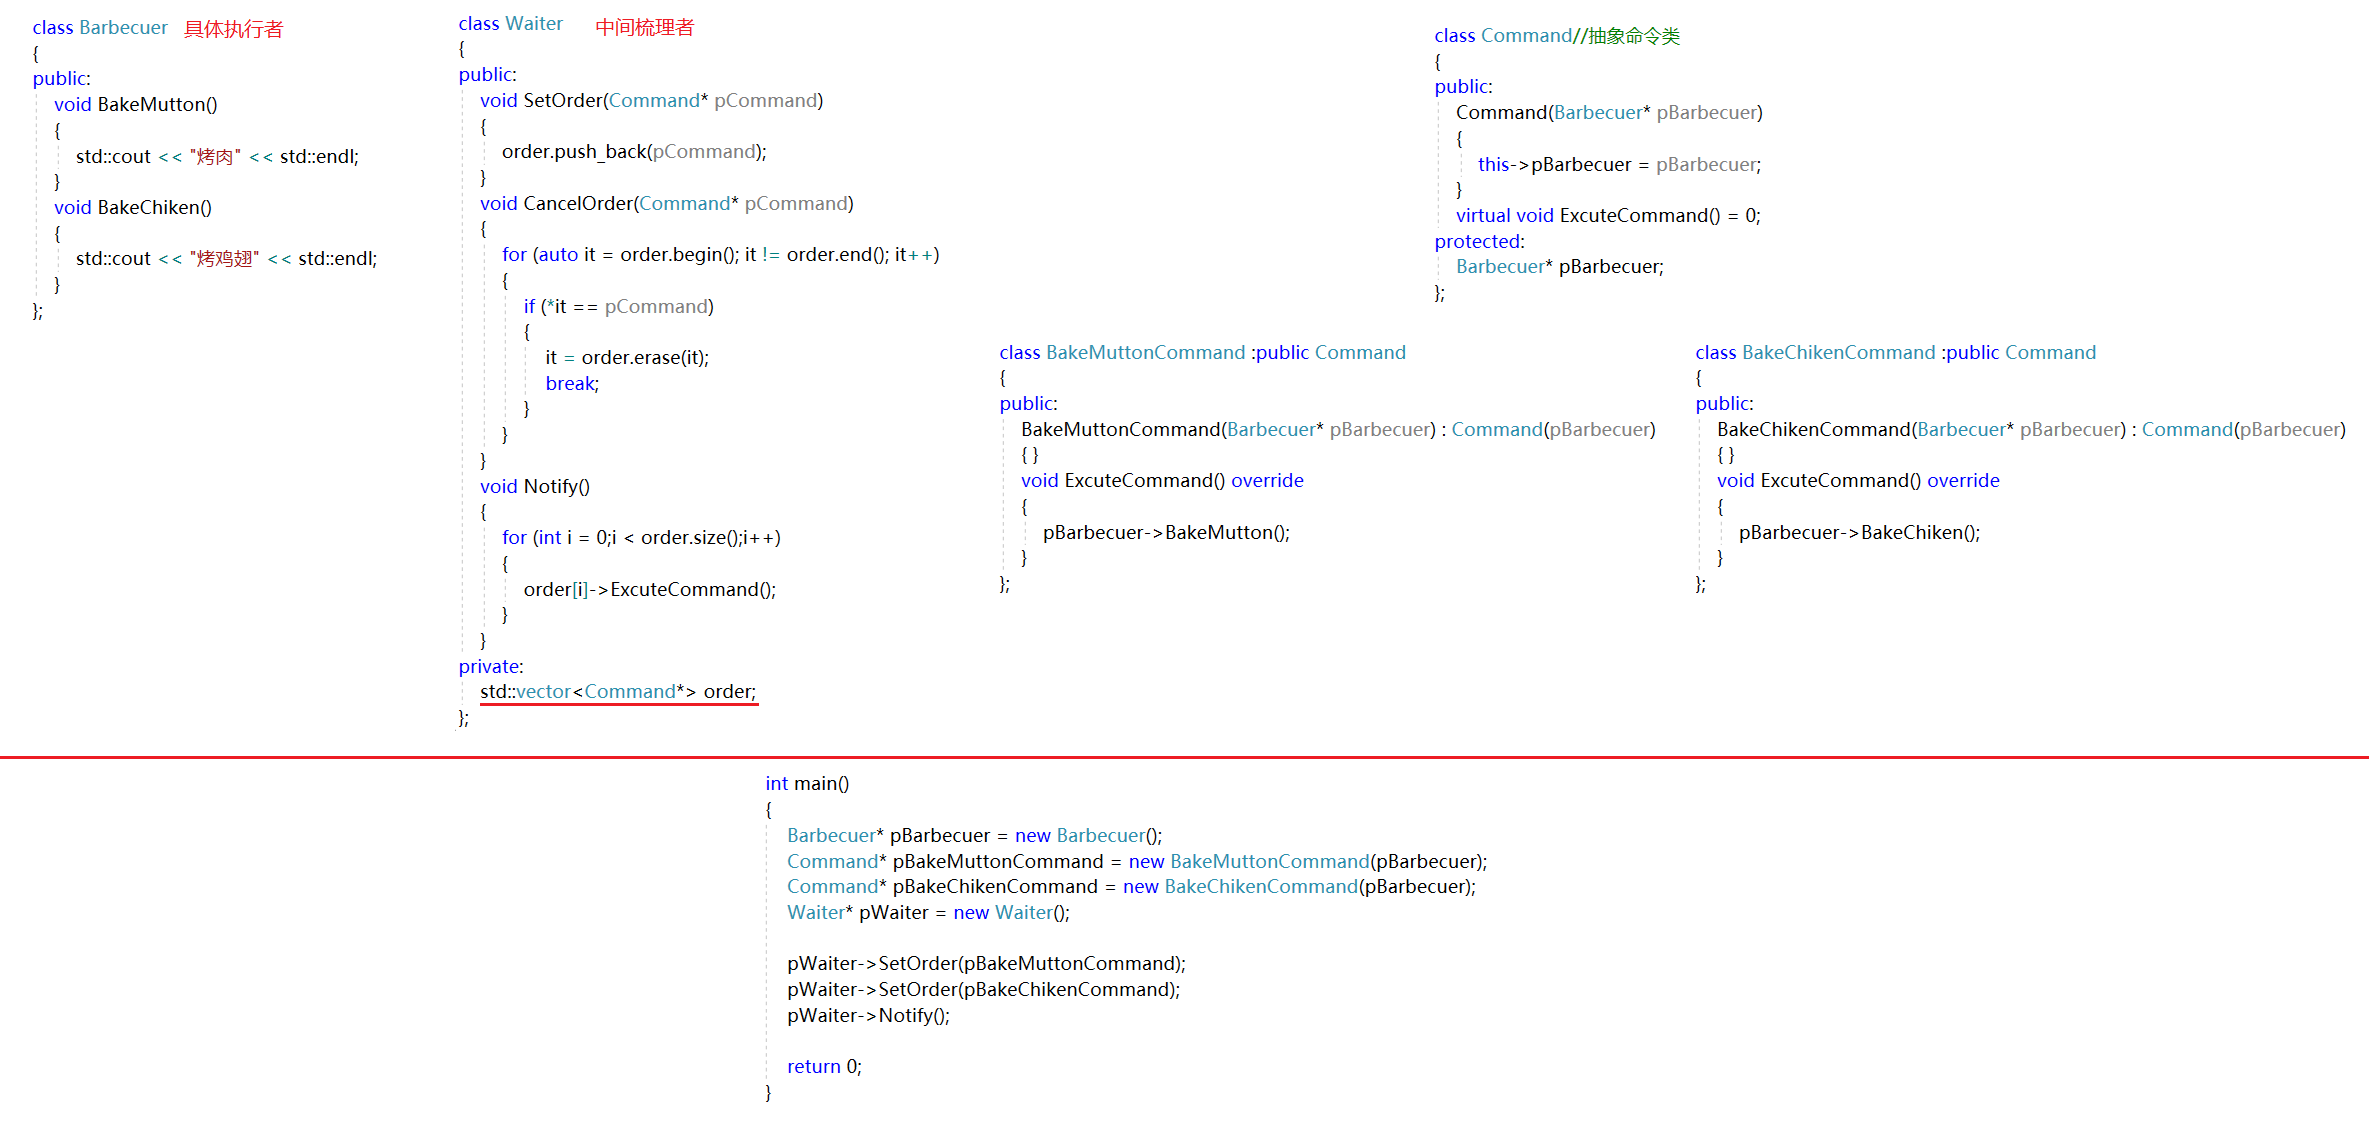 class Barbecuer 具体执行者
{
public:
void BakeMutton()
{
std::cout << "烤肉" << std::endl;
}
void BakeChiken()
{
std::cout << "烤鸡翅" << std::endl;
}
};
class Waiter 中间梳理者
{
public:
void SetOrder(Command* pCommand)
{
order.push_back(pCommand);
}
void CancelOrder(Command* pCommand)
{
for (auto it = order.begin(); it != order.end(); it++)
{
if (*it == pCommand)
{
it = order.erase(it);
break;
}
}
}
void Notify()
{
for (int i = 0;i < order.size();i++)
{
order[i]->ExcuteCommand();
}
}
private:
std::vector<Command*> order;
};
class Command//抽象命令类
{
public:
Command(Barbecuer* pBarbecuer)
{
this->pBarbecuer = pBarbecuer;
}
virtual void ExcuteCommand() = 0;
protected:
Barbecuer* pBarbecuer;
};
class BakeMuttonCommand :public Command
{
public:
BakeMuttonCommand(Barbecuer* pBarbecuer) : Command(pBarbecuer)
{ }
void ExcuteCommand() override
{
pBarbecuer->BakeMutton();
}
};
class BakeChikenCommand :public Command
{
public:
BakeChikenCommand(Barbecuer* pBarbecuer) : Command(pBarbecuer)
{ }
void ExcuteCommand() override
{
pBarbecuer->BakeChiken();
}
};
int main()
{
Barbecuer* pBarbecuer = new Barbecuer();
Command* pBakeMuttonCommand = new BakeMuttonCommand(pBarbecuer);
Command* pBakeChikenCommand = new BakeChikenCommand(pBarbecuer);
Waiter* pWaiter = new Waiter();
pWaiter->SetOrder(pBakeMuttonCommand);
pWaiter->SetOrder(pBakeChikenCommand);
pWaiter->Notify();
return 0;
}